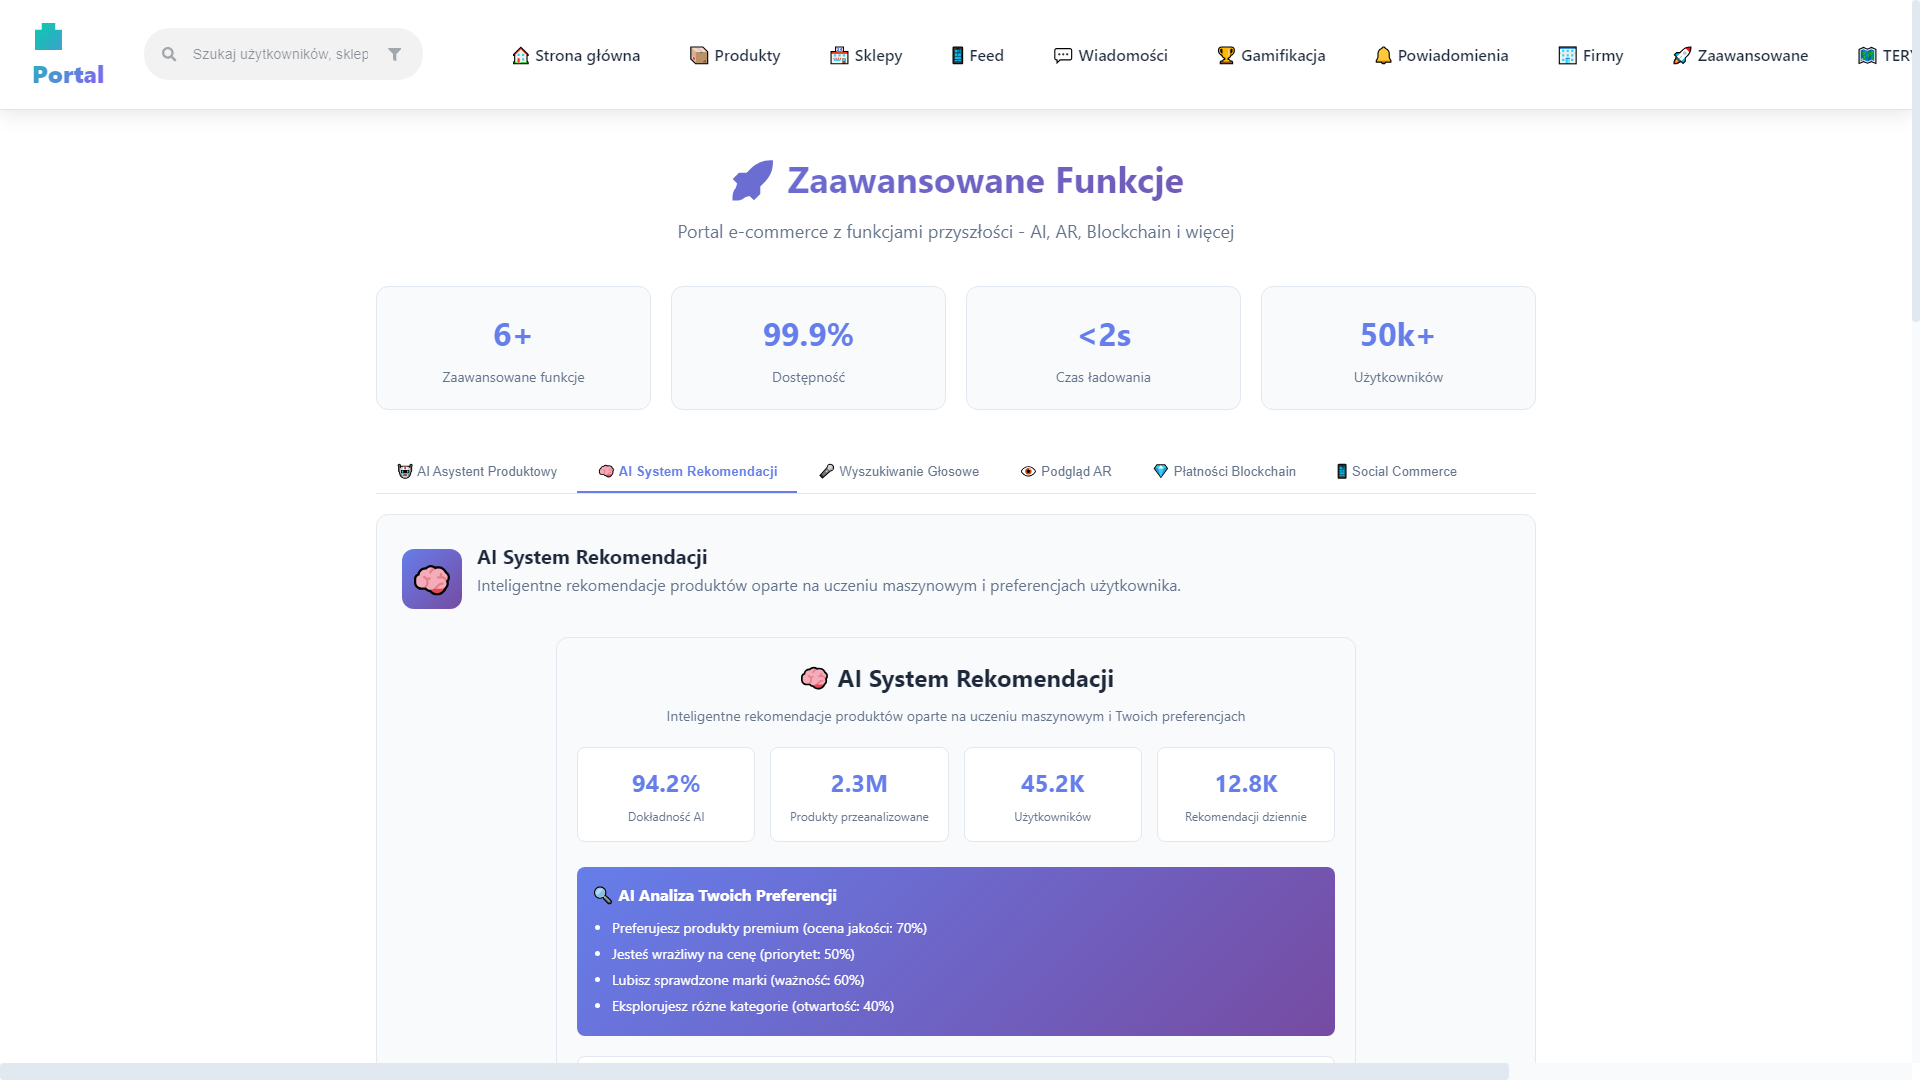 Portal
Szukaj użytkowników, sklep
Strona główna
Produkty
Sklepy
Feed
Wiadomości
Gamifikacja
Powiadomienia
Firmy
Zaawansowane
TERY
Zaawansowane Funkcje
Portal e-commerce z funkcjami przyszłości - AI, AR, Blockchain i więcej
6+
Zaawansowane funkcje
99.9%
Dostępność
<2s
Czas ładowania
50k+
Użytkowników
AI Asystent Produktowy
AI System Rekomendacji
Wyszukiwanie Głosowe
Podgląd AR
Płatności Blockchain
Social Commerce
AI System Rekomendacji
Inteligentne rekomendacje produktów oparte na uczeniu maszynowym i preferencjach użytkownika.
AI System Rekomendacji
Inteligentne rekomendacje produktów oparte na uczeniu maszynowym i Twoich preferencjach
94.2%
Dokładność AI
2.3M
Produkty przeanalizowane
45.2K
Użytkowników
12.8K
Rekomendacji dziennie
AI Analiza Twoich Preferencji
Preferujesz produkty premium (ocena jakości: 70%)
Jesteś wrażliwy na cenę (priorytet: 50%)
Lubisz sprawdzone marki (ważność: 60%)
Eksplorujesz różne kategorie (otwartość: 40%)